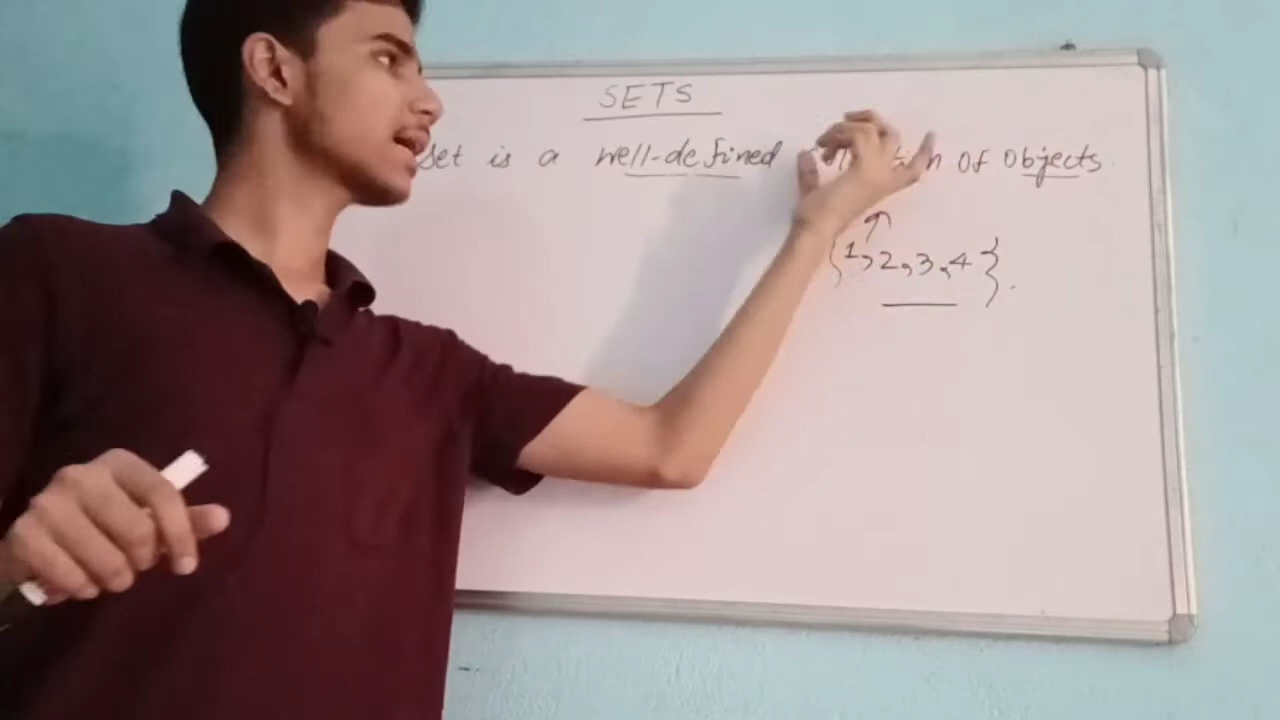 SETS
Set is a well-defined of objects.
{1,2,3,4}.